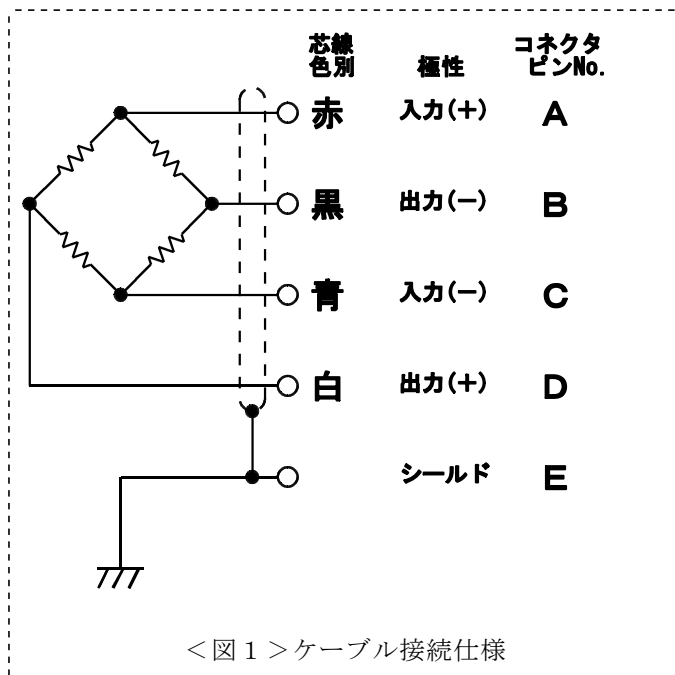 芯線 コネクタ
色別 極性 ピンNo.
赤 入力(+) A
黒 出力(−) B
青 入力(−) C
白 出力(+) D
シールド E
＜図１＞ケーブル接続仕様